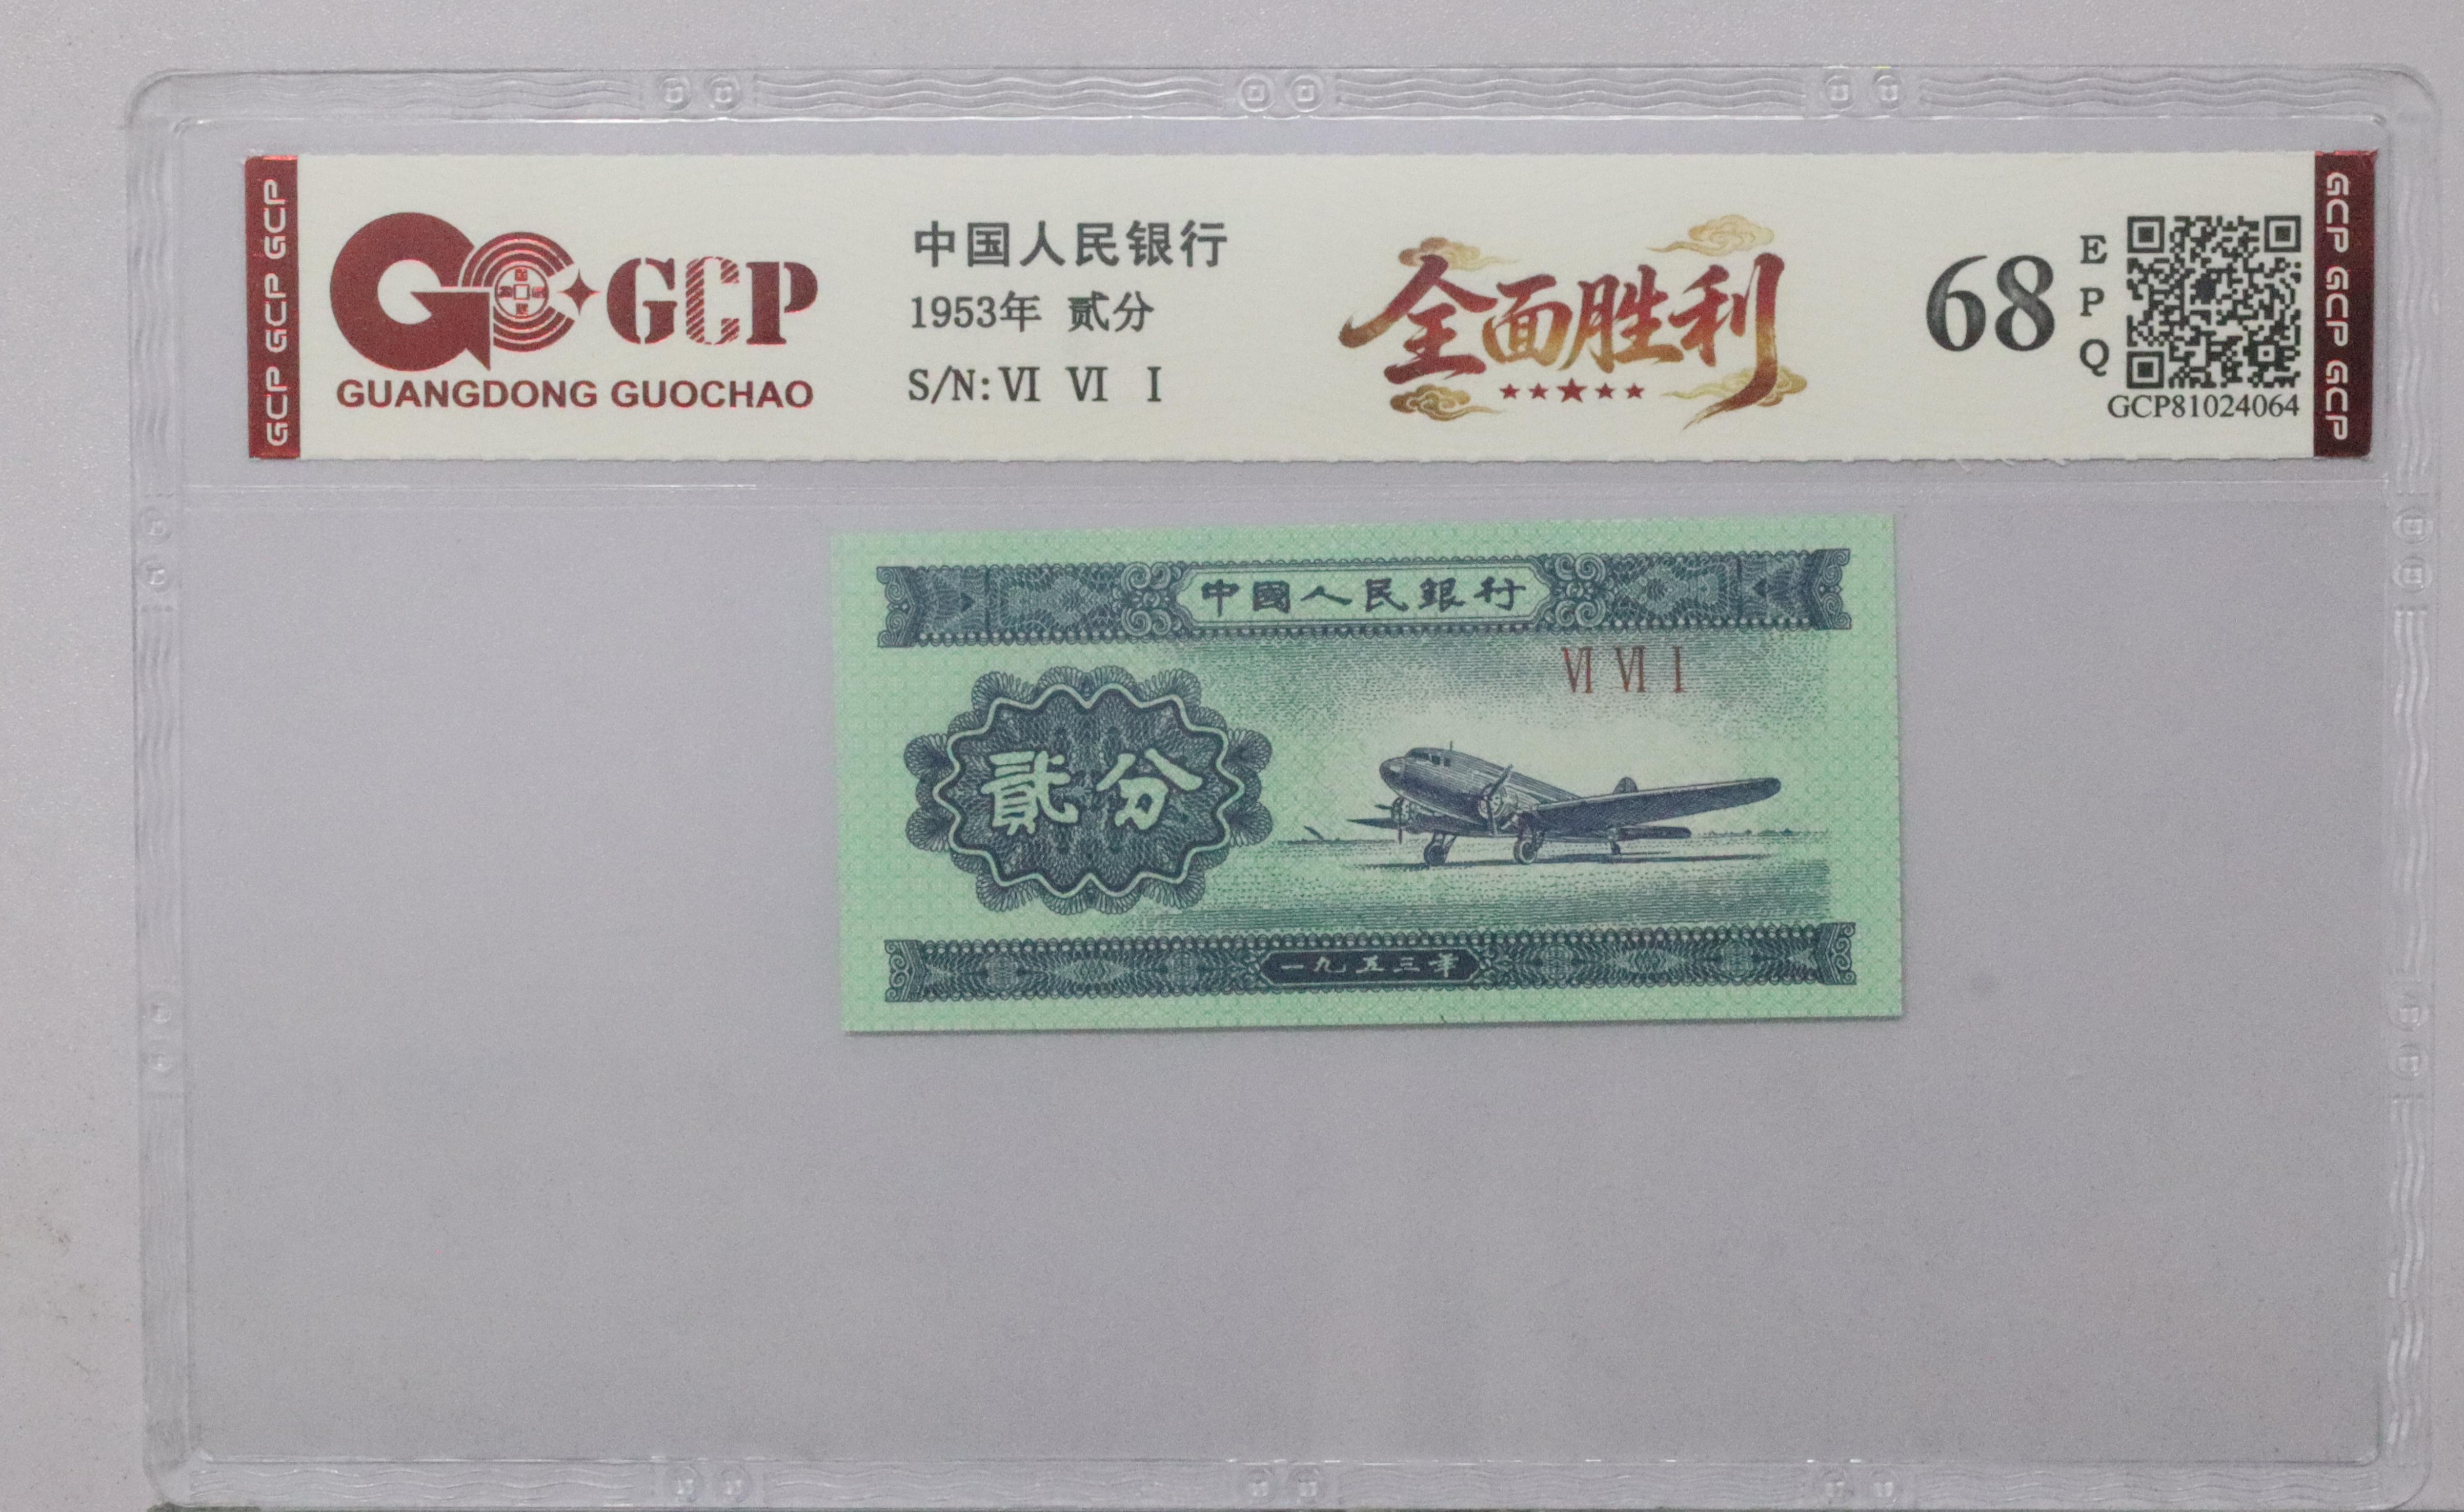 GCP GCP GCP
GCP
GUANGDONG GUOCHAO
中国人民银行
1953年 贰分
S/N: VI VI I
全面胜利
68
EPQ
GCP81024064
GCP GCP GCP
中國人民銀行
VI VI I
貳分
一九五三年